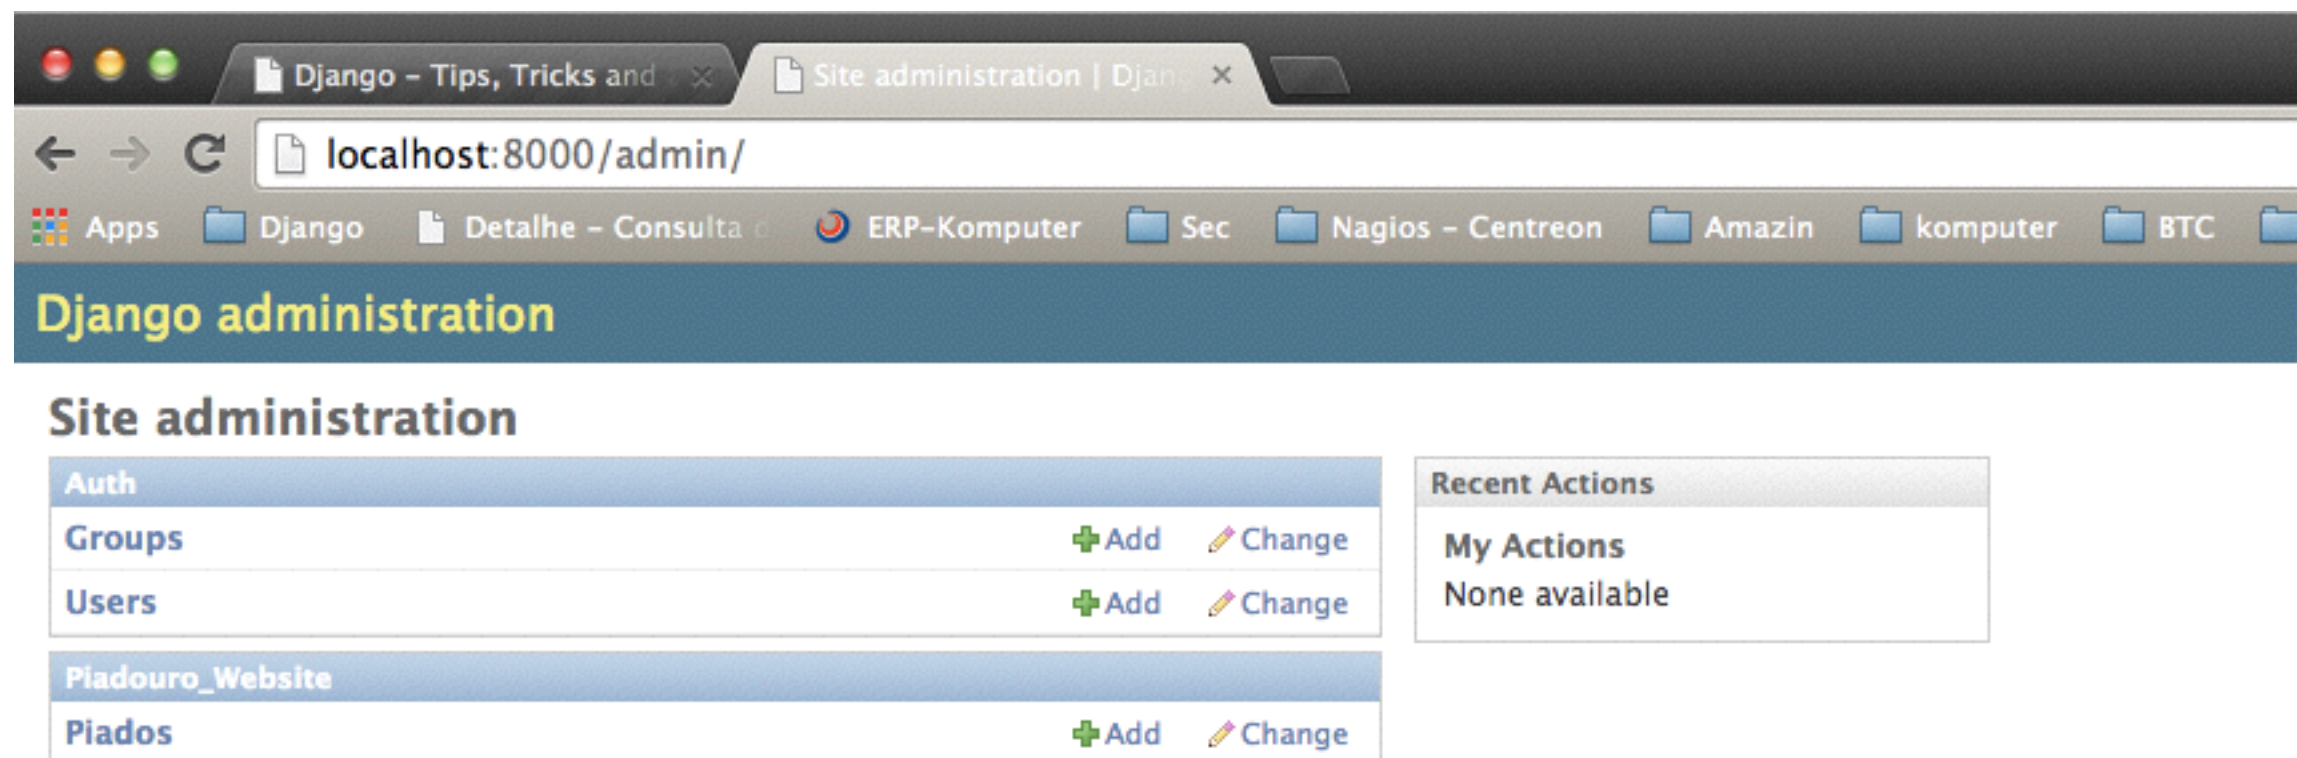 Django – Tips, Tricks and
Site administration | Djang
localhost:8000/admin/
Apps Django Detalhe – Consulta d ERP-Komputer Sec Nagios – Centreon Amazin komputer BTC
Django administration
Site administration
Auth
Groups Add Change
Users Add Change
Piadouro_Website
Piados Add Change
Recent Actions
My Actions
None available